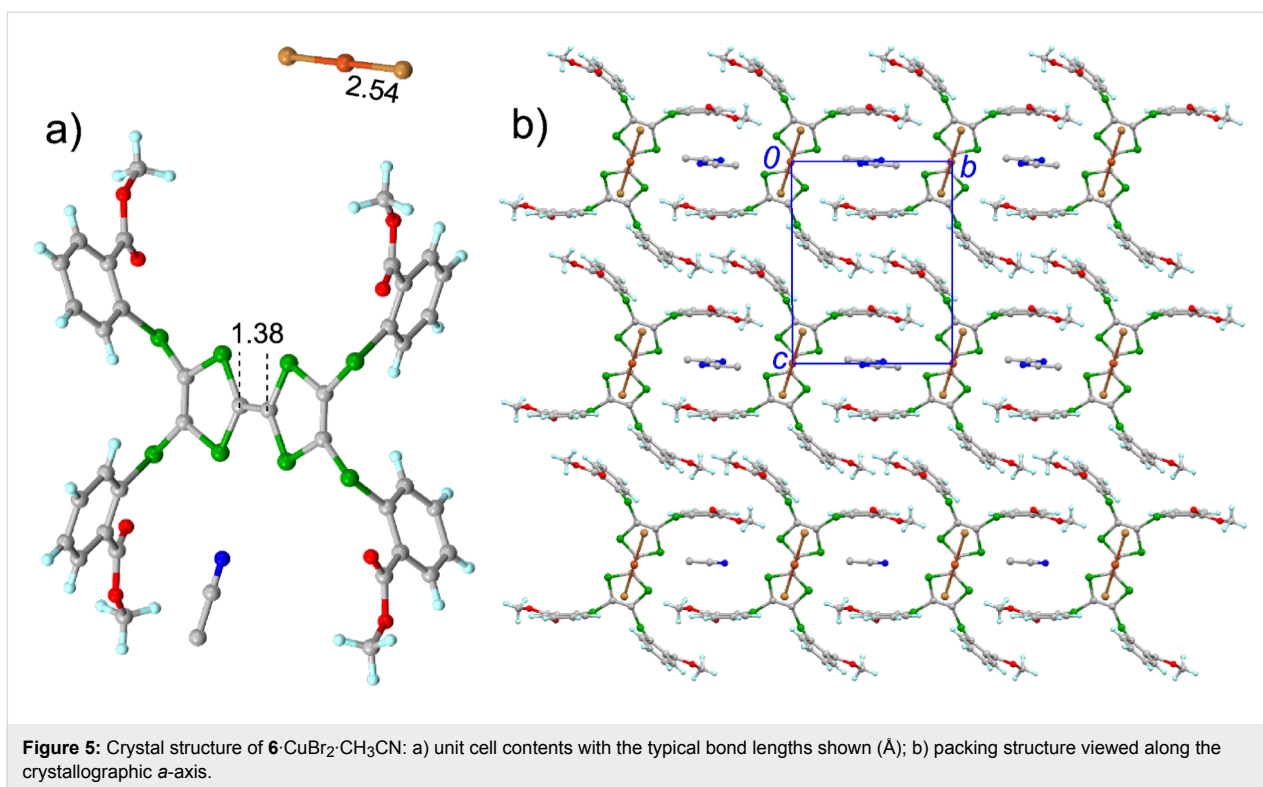 2.54
a)
b)
0
b
1.38
c
Figure 5: Crystal structure of 6·CuBr₂·CH₃CN: a) unit cell contents with the typical bond lengths shown (Å); b) packing structure viewed along the
crystallographic a-axis.